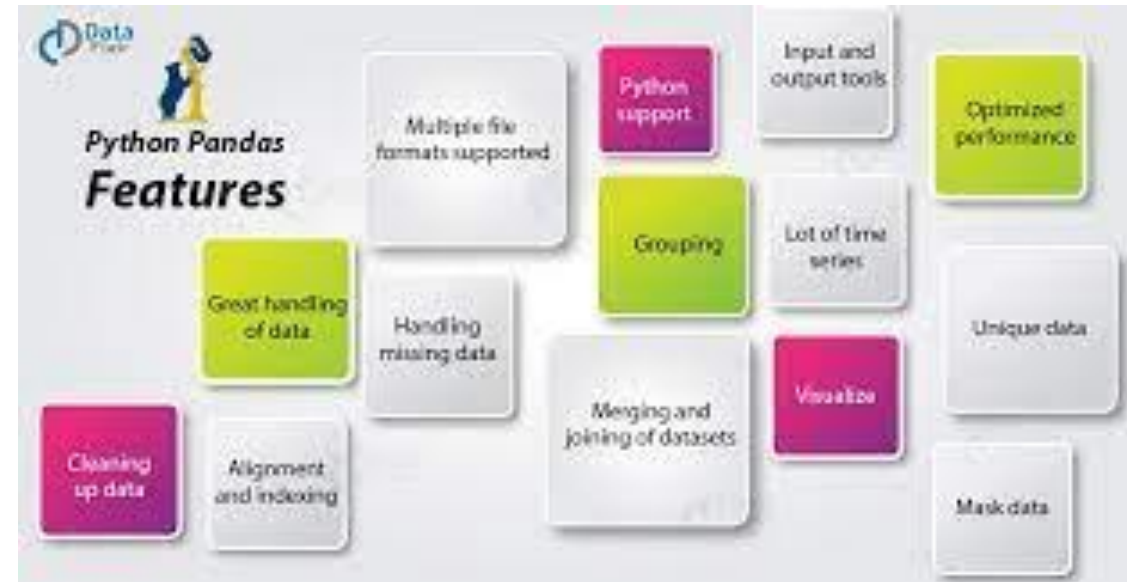 Data
Flair
Python Pandas
Features
Multiple file
formats supported
Python
support
Input and
output tools
Optimized
performance
Grouping
Lot of time
series
Great handling
of data
Handling
missing data
Unique data
Merging and
joining of datasets
Visualize
Cleaning
up data
Alignment
and indexing
Mask data